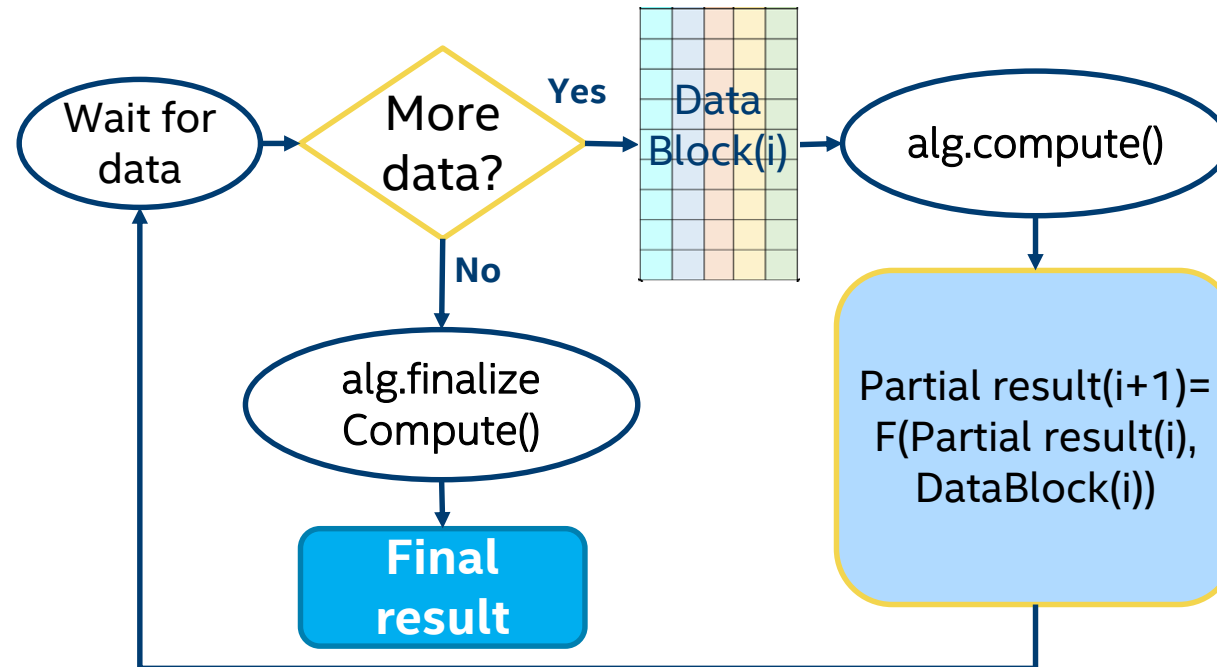 Wait for
data
More
data?
Yes
Data
Block(i)
alg.compute()
No
alg.finalize
Compute()
Final
result
Partial result(i+1)=
F(Partial result(i),
DataBlock(i))